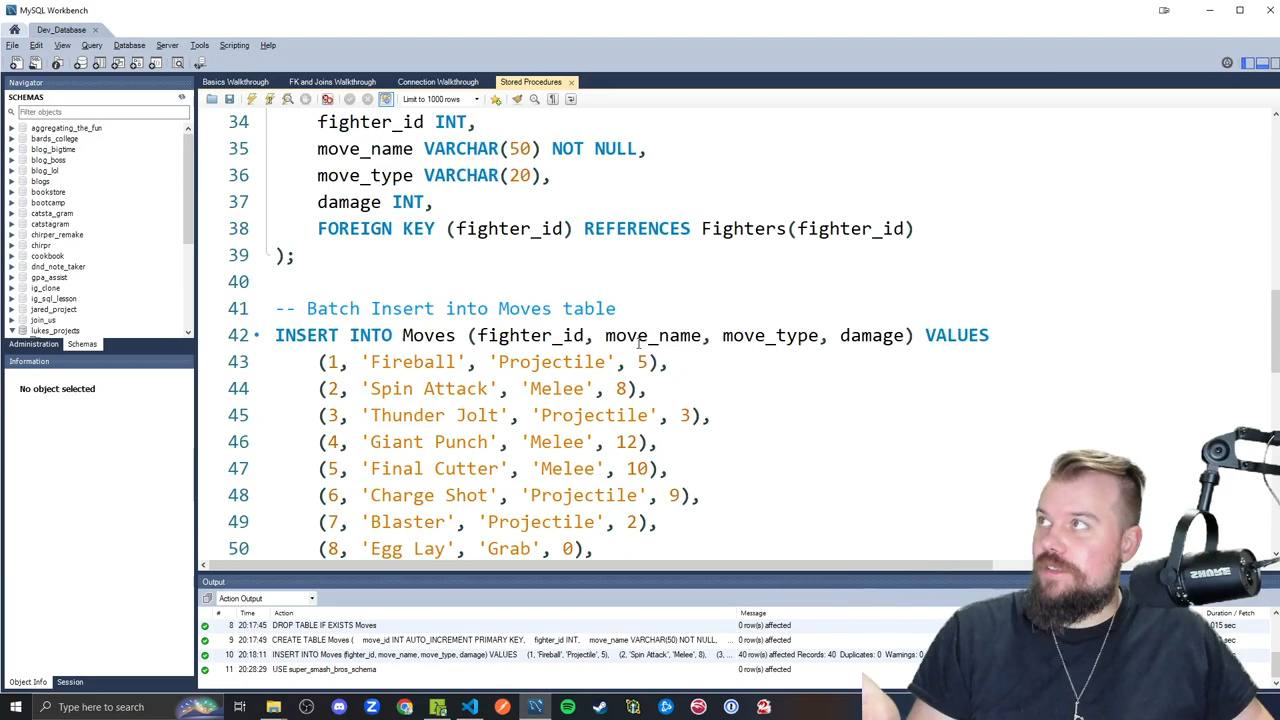 MySQL Workbench
Dev_Database
File Edit View Query Database Server Tools Scripting Help
Navigator
SCHEMAS
Filter objects
aggregating_the_fun
bards_college
blog_bigtime
blog_boss
blog_lol
blogs
bookstore
bootcamp
catsta_gram
catstagram
chirper_remake
chirpr
cookbook
dnd_note_taker
gpa_assist
ig_clone
ig_sql_lesson
jared_project
join_us
lukes_projects
Administration Schemas
Information
No object selected
Object Info Session
Basics Walkthrough FK and Joins Walkthrough Connection Walkthrough Stored Procedures
Limit to 1000 rows
34 fighter_id INT,
35 move_name VARCHAR(50) NOT NULL,
36 move_type VARCHAR(20),
37 damage INT,
38 FOREIGN KEY (fighter_id) REFERENCES Fighters(fighter_id)
39 );
40
41 -- Batch Insert into Moves table
42 INSERT INTO Moves (fighter_id, move_name, move_type, damage) VALUES
43 (1, 'Fireball', 'Projectile', 5),
44 (2, 'Spin Attack', 'Melee', 8),
45 (3, 'Thunder Jolt', 'Projectile', 3),
46 (4, 'Giant Punch', 'Melee', 12),
47 (5, 'Final Cutter', 'Melee', 10),
48 (6, 'Charge Shot', 'Projectile', 9),
49 (7, 'Blaster', 'Projectile', 2),
50 (8, 'Egg Lay', 'Grab', 0),
Output
Action Output
# Time Action Message Duration / Fetch
8 20:17:45 DROP TABLE IF EXISTS Moves 0 row(s) affected .015 sec
9 20:17:49 CREATE TABLE Moves ( move_id INT AUTO_INCREMENT PRIMARY KEY, fighter_id INT, move_name VARCHAR(50) NOT NULL, ... 0 row(s) affected
10 20:18:11 INSERT INTO Moves (fighter_id, move_name, move_type, damage) VALUES (1, 'Fireball', 'Projectile', 5), (2, 'Spin Attack', 'Melee', 8), (3, ... 40 row(s) affected Records: 40 Duplicates: 0 Warnings: 0
11 20:28:29 USE super_smash_bros_schema 0 row(s) affected
SHURE
Type here to search